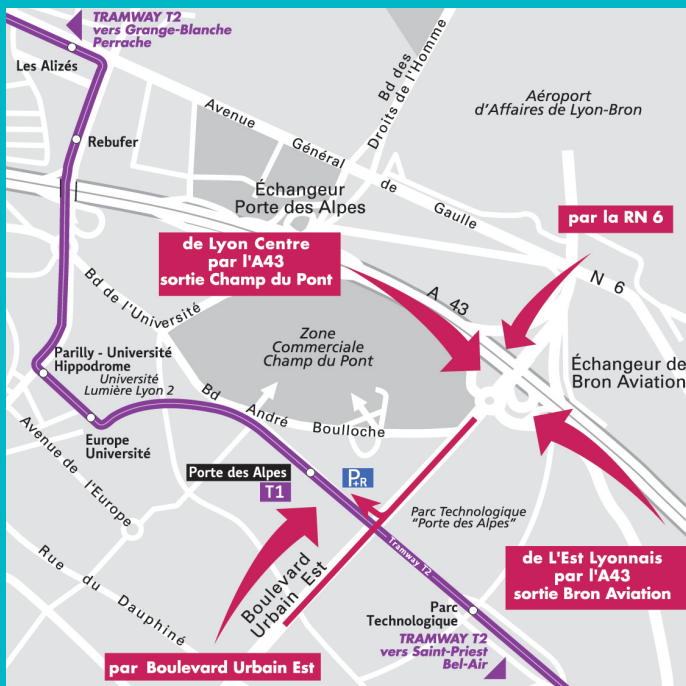 TRAMWAY T2
vers Grange-Blanche
Perrache
Les Alizés
Rebufer
Avenue Général de Gaulle
Bd des
Droits de l'Homme
Aéroport
d'Affaires de Lyon-Bron
Échangeur
Porte des Alpes
par la RN 6
de Lyon Centre
par l'A43
sortie Champ du Pont
N 6
A 43
Bd de l'Université
Zone
Commerciale
Champ du Pont
Échangeur de
Bron Aviation
Parilly - Université
Hippodrome
Université
Lumière Lyon 2
Bd André Boulloche
Europe
Université
Avenue de l'Europe
Porte des Alpes
T1
P+R
Parc Technologique
"Porte des Alpes"
Tramway T2
Boulevard
Urbain Est
Rue du Dauphiné
de L'Est Lyonnais
par l'A43
sortie Bron Aviation
Parc
Technologique
TRAMWAY T2
vers Saint-Priest
Bel-Air
par Boulevard Urbain Est